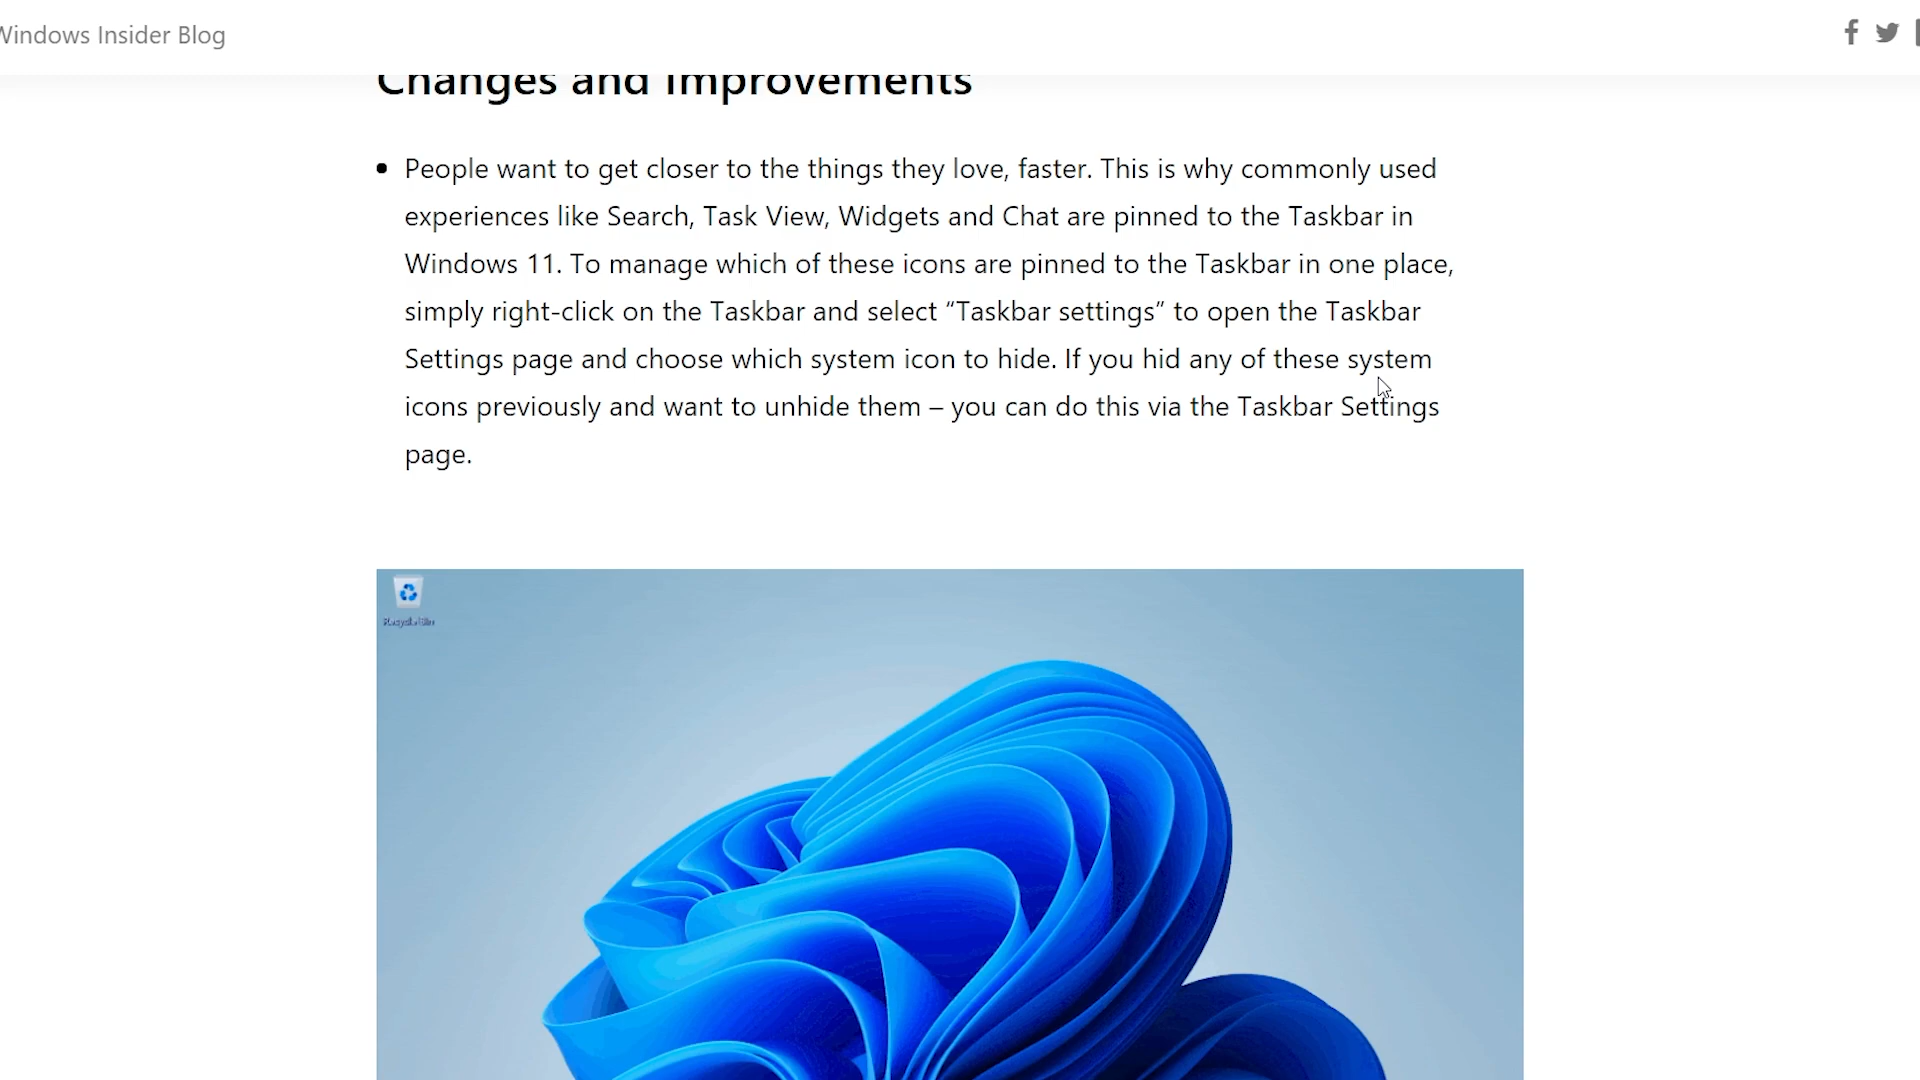 Windows Insider Blog
Changes and Improvements
People want to get closer to the things they love, faster. This is why commonly used
experiences like Search, Task View, Widgets and Chat are pinned to the Taskbar in
Windows 11. To manage which of these icons are pinned to the Taskbar in one place,
simply right-click on the Taskbar and select “Taskbar settings” to open the Taskbar
Settings page and choose which system icon to hide. If you hid any of these system
icons previously and want to unhide them – you can do this via the Taskbar Settings
page.
Recycle Bin